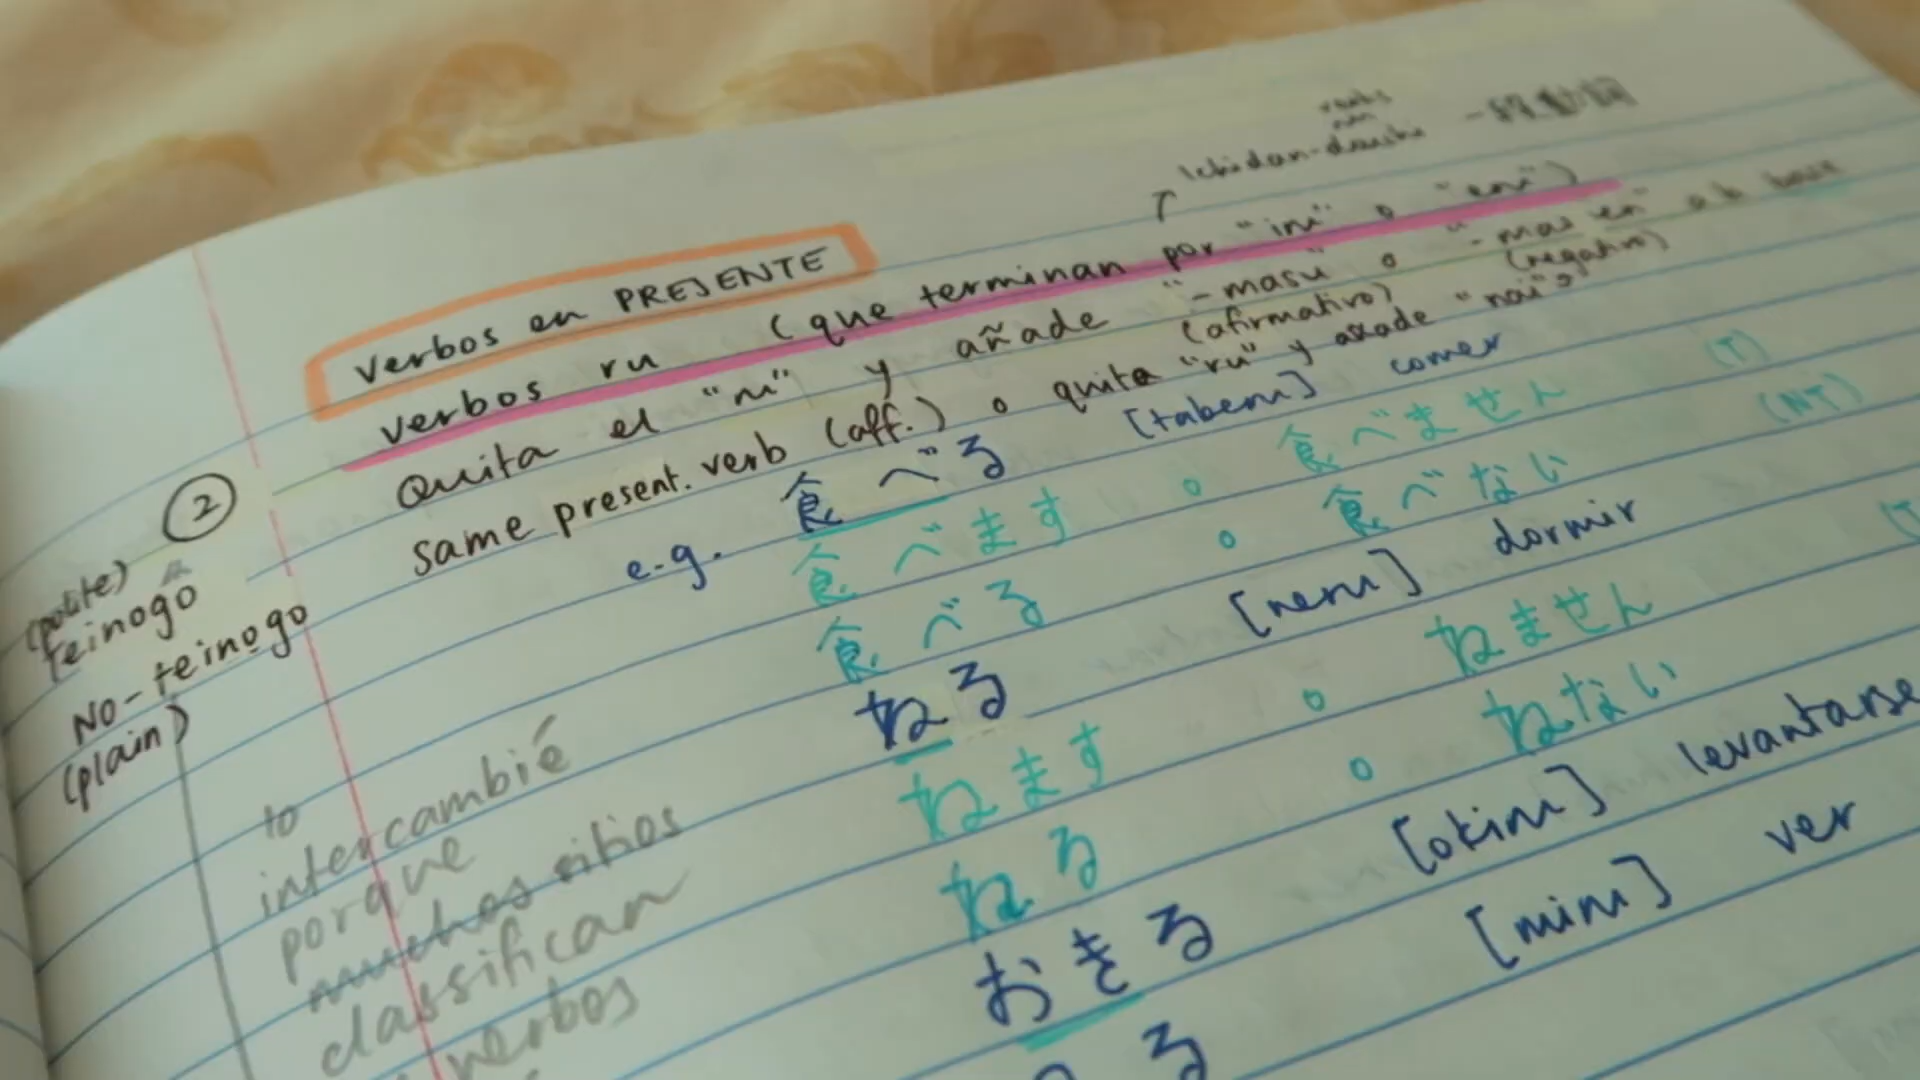 Ichidan-doushi 一段動詞
verbos en PRESENTE
verbos ru (que terminan por "iru" o "eru")
Quita el "ru" y añade "-masu" o "-masen" a la base
(afirmativo) (negativo)
same present. verb (aff.) o quita "ru" y añade "nai"
e.g. 食べる [taberu] comer
②
(polite) 食べます o 食べません (T)
teinogo
No-teinogo 食べる o 食べない (NT)
(plain)
ねる [neru] dormir
ねます o ねません (T
ねる o ねない
おきる [okiru] levantarse
る [miru] ver
lo
intercambié
porque
muchos sitios
classifican
verbos